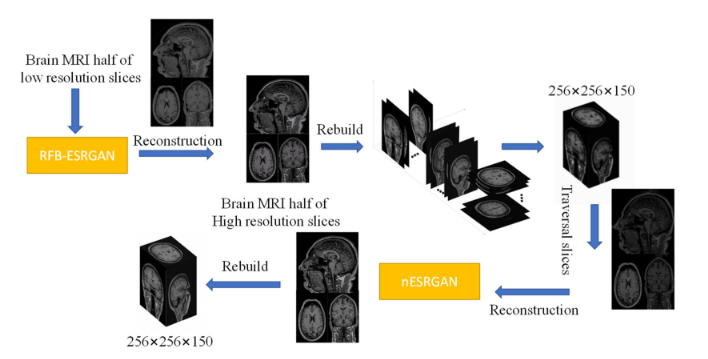 Brain MRI half of
low resolution slices
RFB-ESRGAN
Reconstruction
Rebuild
256×256×150
Traversal slices
Brain MRI half of
High resolution slices
Rebuild
nESRGAN
Reconstruction
256×256×150